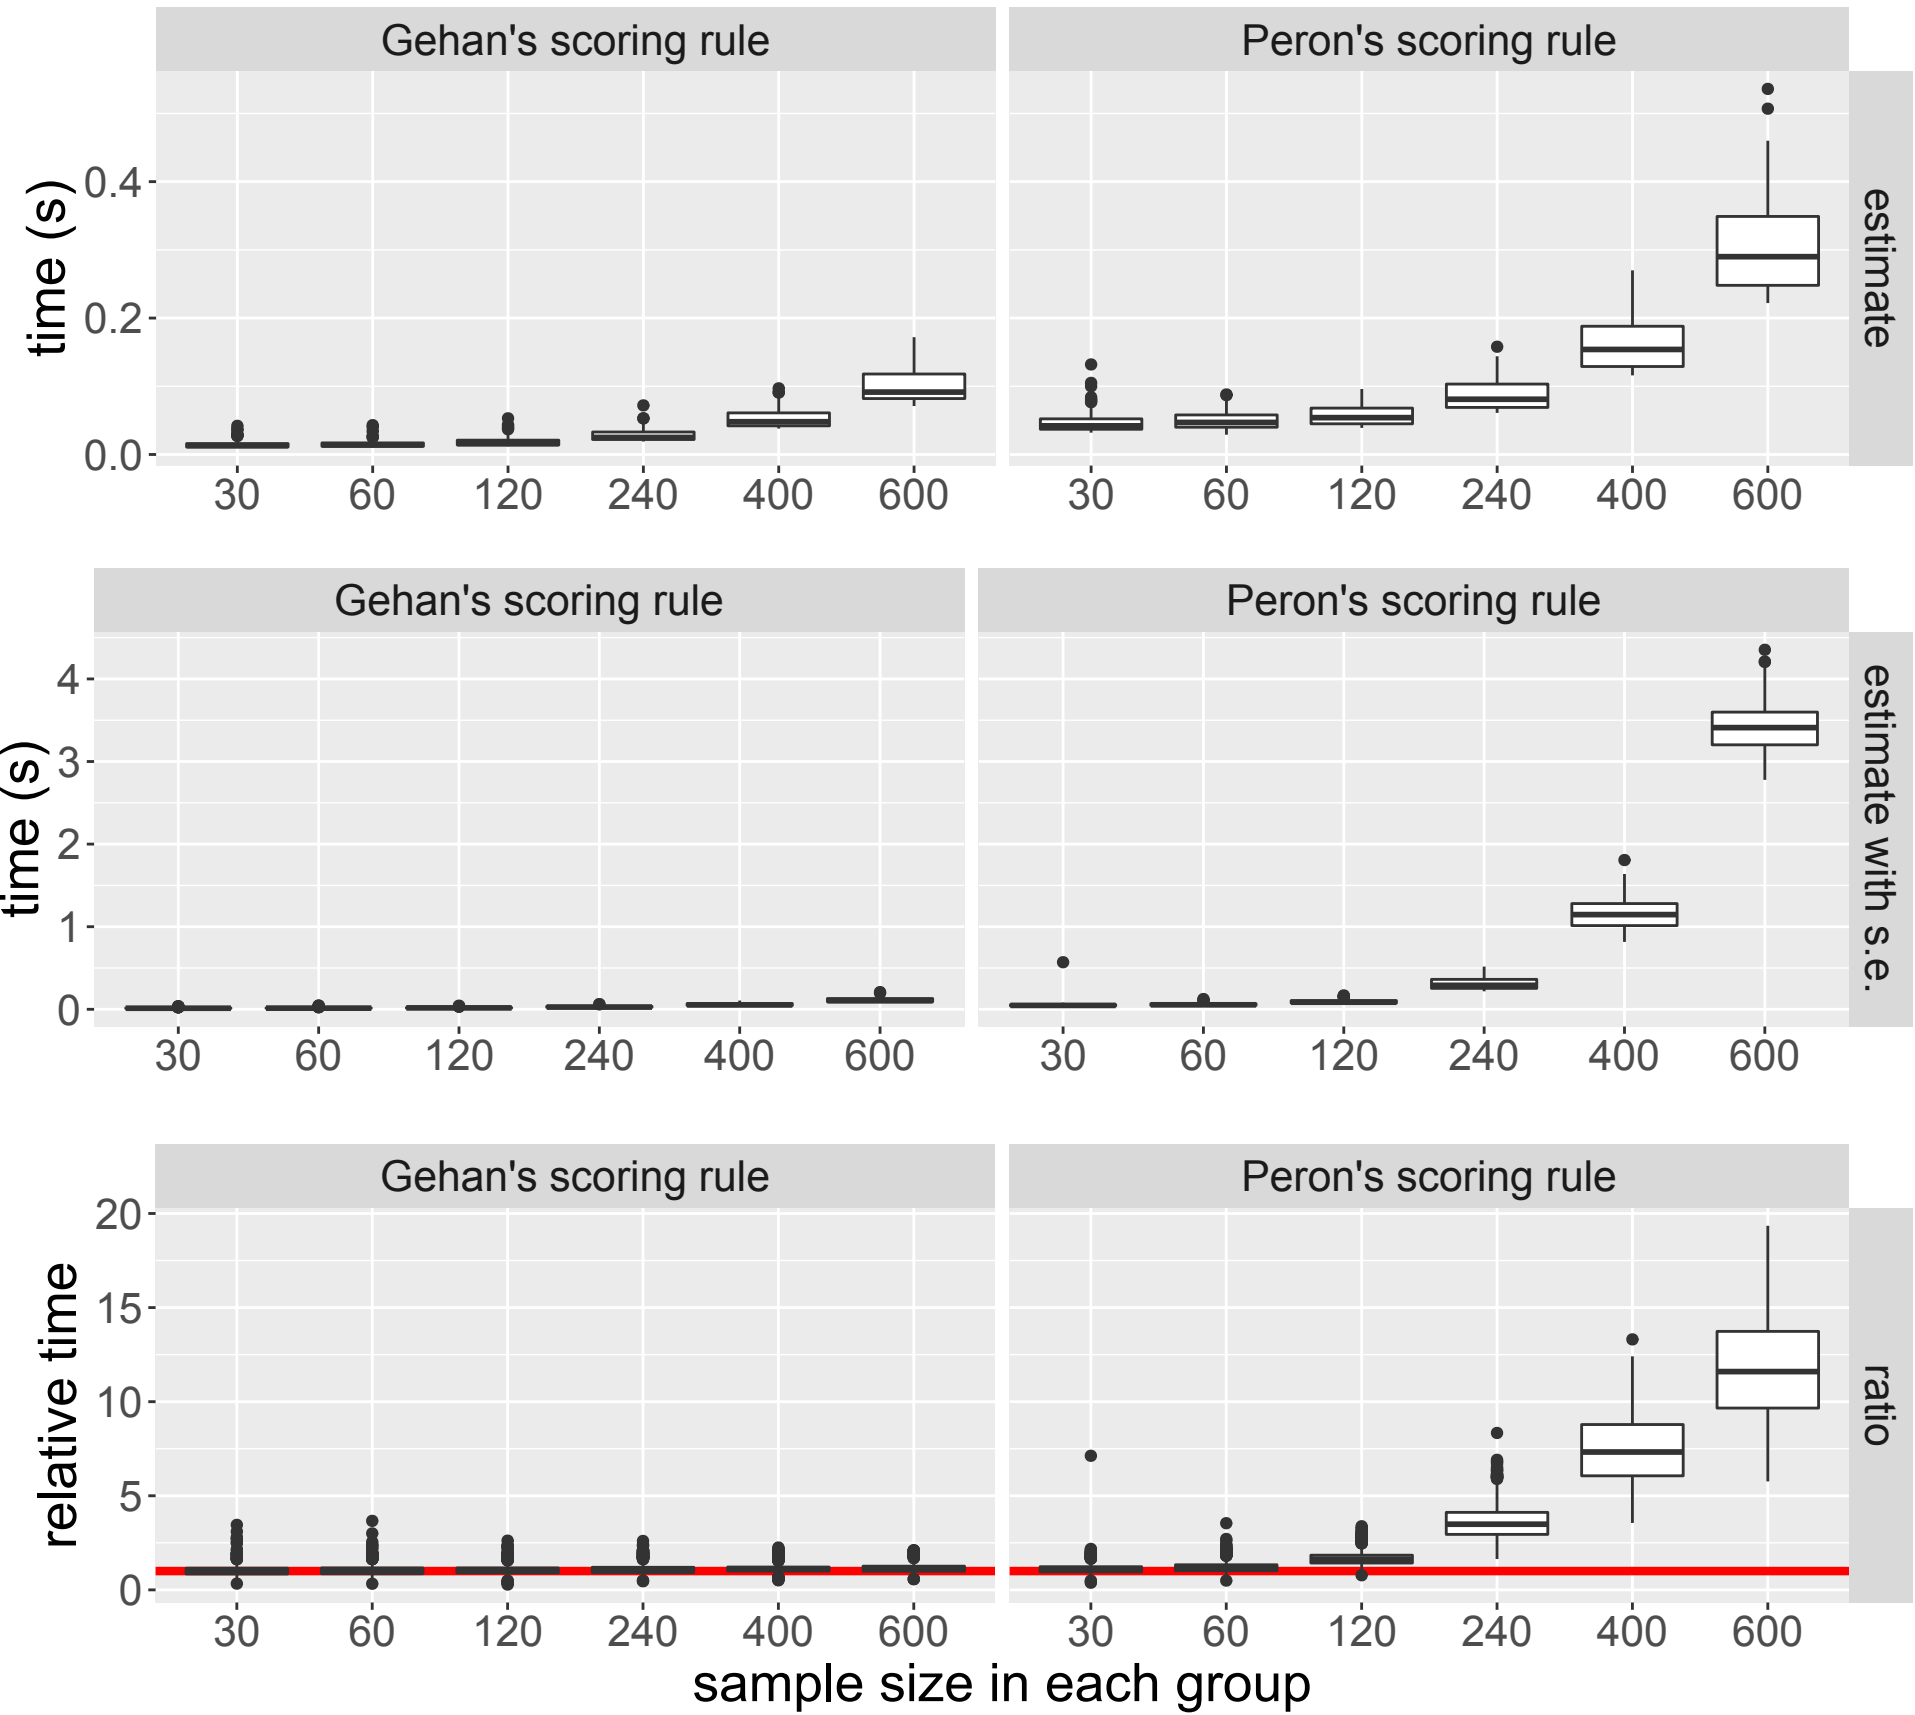 Gehan's scoring rule
Peron's scoring rule
time (s)
0.4
0.2
0.0
estimate
30 60 120 240 400 600
30 60 120 240 400 600
Gehan's scoring rule
Peron's scoring rule
time (s)
4
3
2
1
0
estimate with s.e.
30 60 120 240 400 600
30 60 120 240 400 600
Gehan's scoring rule
Peron's scoring rule
relative time
20
15
10
5
0
ratio
30 60 120 240 400 600
30 60 120 240 400 600
sample size in each group